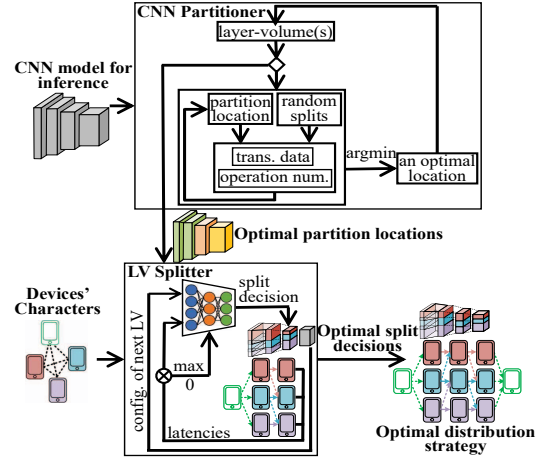 CNN Partitioner
layer-volume(s)
CNN model for
inference
partition
location
random
splits
trans. data
operation num.
argmin
an optimal
location
Optimal partition locations
LV Splitter
Devices'
Characters
config. of next LV
split
decision
max
0
latencies
Optimal split
decisions
Optimal distribution
strategy